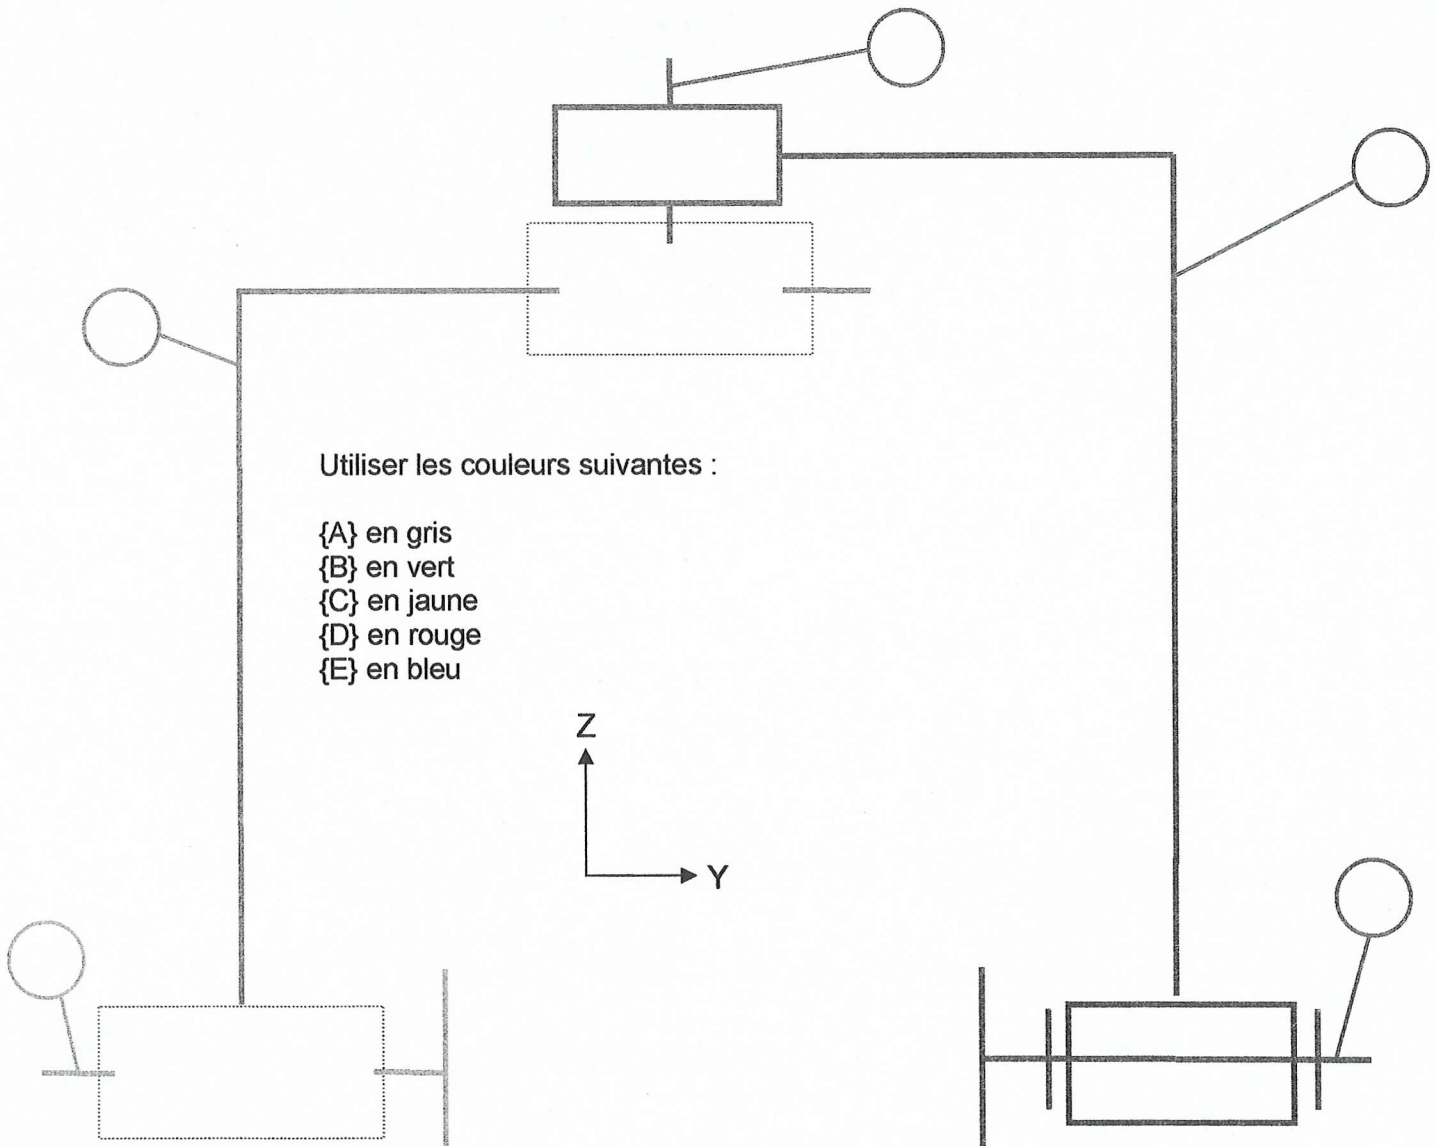 Utiliser les couleurs suivantes :
{A} en gris
{B} en vert
{C} en jaune
{D} en rouge
{E} en bleu
Z
Y